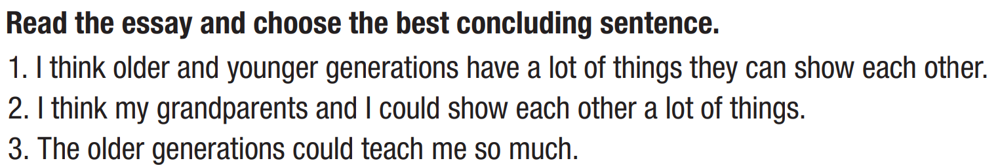 Read the essay and choose the best concluding sentence.
1. I think older and younger generations have a lot of things they can show each other.
2. I think my grandparents and I could show each other a lot of things.
3. The older generations could teach me so much.